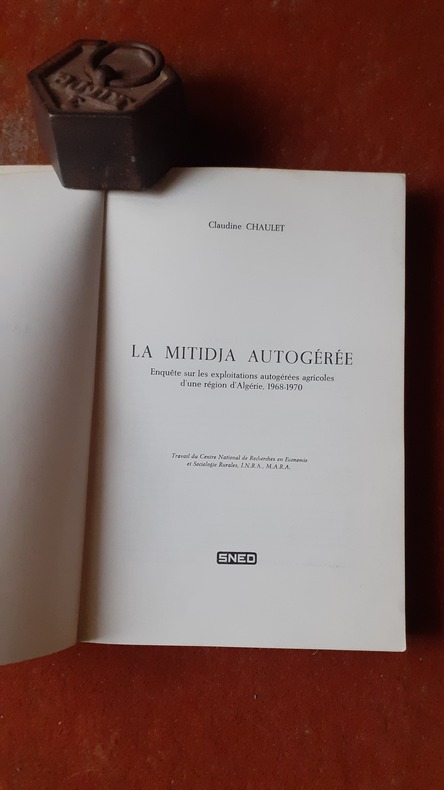 Claudine CHAULET
LA MITIDJA AUTOGÉRÉE
Enquête sur les exploitations autogérées agricoles
d'une région d'Algérie, 1968-1970
Travail du Centre National de Recherches en Economie
et Sociologie Rurales, I.N.R.A., M.A.R.A.
SNED